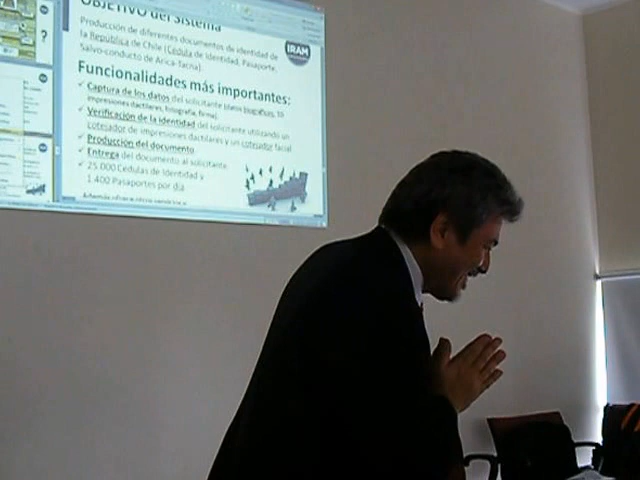 OBJETIVO del Sistema
Producción de diferentes documentos de identidad de
la República de Chile (Cédula de Identidad, Pasaporte,
Salvo-conducto de Arica-Tacna).
IRAM
?
Funcionalidades más importantes:
✓ Captura de los datos del solicitante (datos biográficos, 10
impresiones dactilares, fotografía, firma).
✓ Verificación de la identidad del solicitante utilizando un
cotejador de impresiones dactilares y un cotejador facial
✓ Producción del documento
✓ Entrega del documento al solicitante.
✓ 25.000 Cédulas de Identidad y
1.400 Pasaportes por día